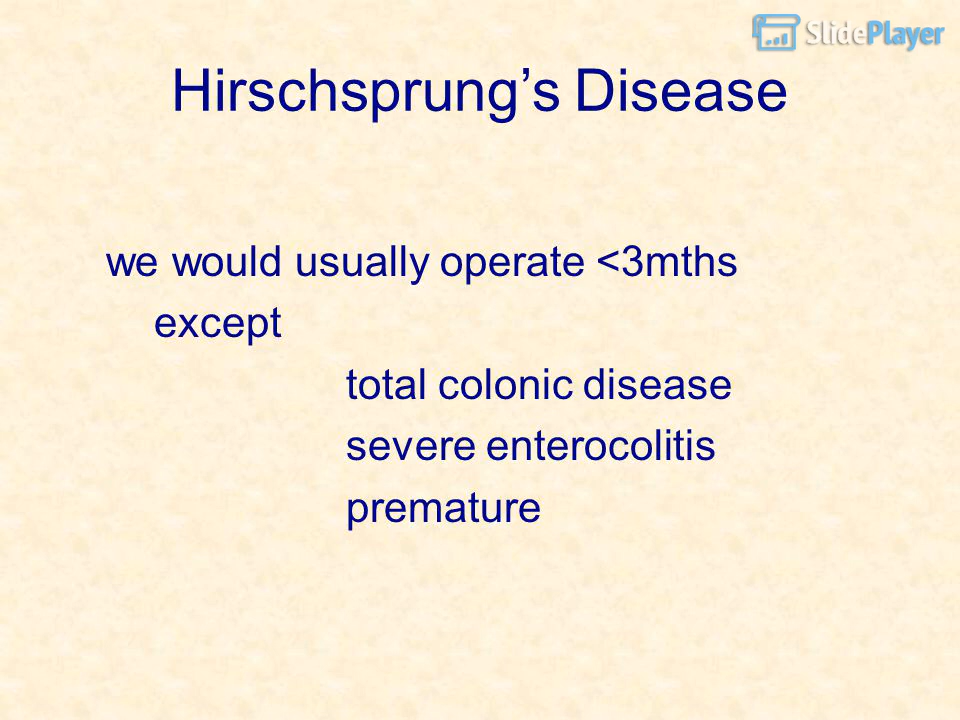 SlidePlayer
Hirschsprung’s Disease
we would usually operate <3mths
except
total colonic disease
severe enterocolitis
premature